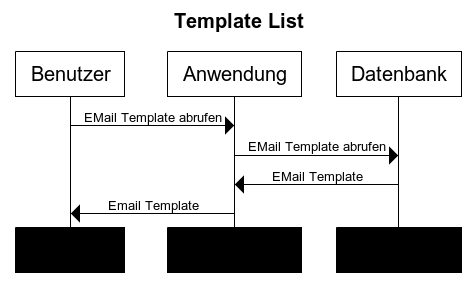 Template List
Benutzer
Anwendung
Datenbank
EMail Template abrufen
EMail Template abrufen
EMail Template
Email Template